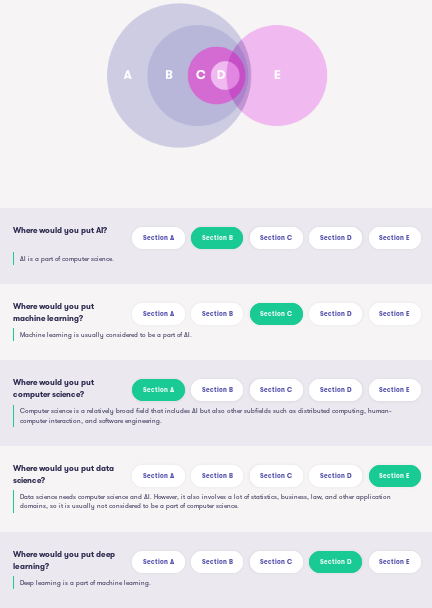 A B C D E
Where would you put AI?
Section A Section B Section C Section D Section E
AI is a part of computer science.
Where would you put
machine learning?
Section A Section B Section C Section D Section E
Machine learning is usually considered to be a part of AI.
Where would you put
computer science?
Section A Section B Section C Section D Section E
Computer science is a relatively broad field that includes AI but also other subfields such as distributed computing, human-
computer interaction, and software engineering.
Where would you put data
science?
Section A Section B Section C Section D Section E
Data science needs computer science and AI. However, it also involves a lot of statistics, business, law, and other application
domains, so it is usually not considered to be a part of computer science.
Where would you put deep
learning?
Section A Section B Section C Section D Section E
Deep learning is a part of machine learning.